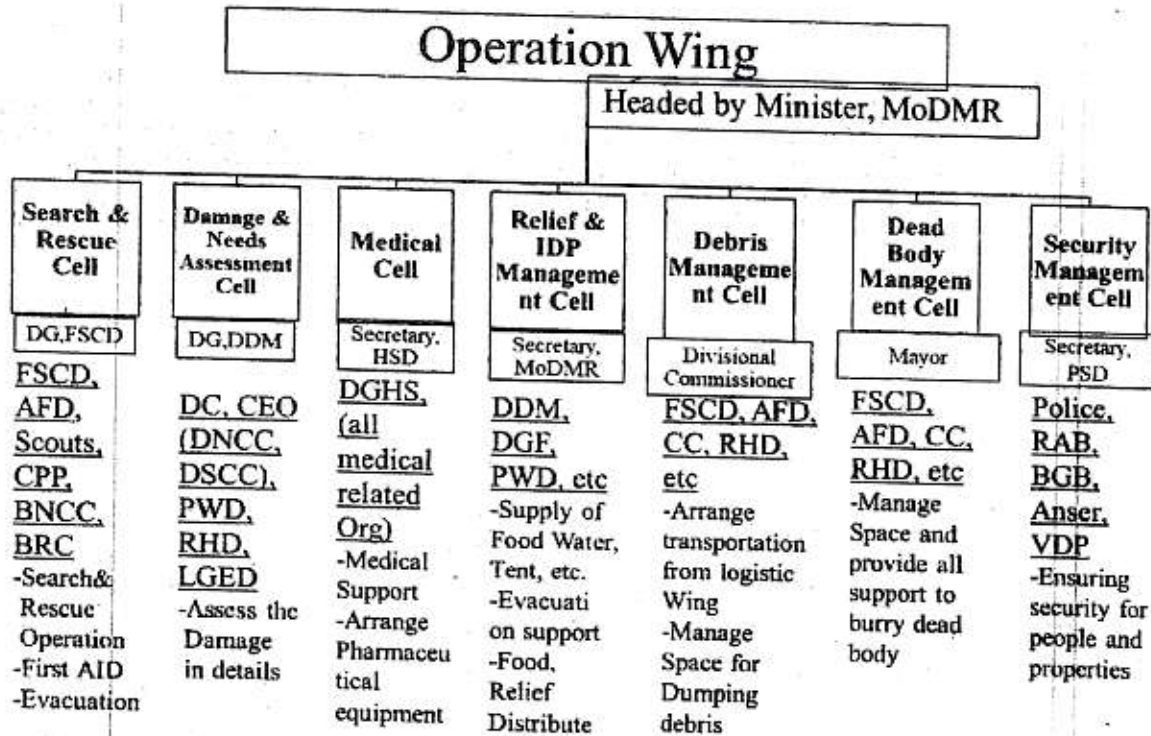 Operation Wing
Headed by Minister, MoDMR
Search &
Rescue
Cell
DG,FSCD
FSCD,
AFD,
Scouts,
CPP,
BNCC,
BRC
-Search&
Rescue
Operation
-First AID
-Evacuation
Damage &
Needs
Assessment
Cell
DG,DDM
DC, CEO
(DNCC,
DSCC),
PWD,
RHD,
LGED
-Assess the
Damage
in details
Medical
Cell
Secretary,
HSD
DGHS,
(all
medical
related
Org)
-Medical
Support
-Arrange
Pharmaceu
tical
equipment
Relief &
IDP
Manageme
nt Cell
Secretary,
MoDMR
DDM,
DGF,
PWD, etc
-Supply of
Food Water,
Tent, etc.
-Evacuati
on support
-Food,
Relief
Distribute
Debris
Manageme
nt Cell
Divisional
Commissioner
FSCD, AFD,
CC, RHD,
etc
-Arrange
transportation
from logistic
Wing
-Manage
Space for
Dumping
debris
Dead
Body
Managem
ent Cell
Mayor
FSCD,
AFD, CC,
RHD, etc
-Manage
Space and
provide all
support to
burry dead
body
Security
Managem
ent Cell
Secretary,
PSD
Police,
RAB,
BGB,
Anser,
VDP
-Ensuring
security for
people and
properties